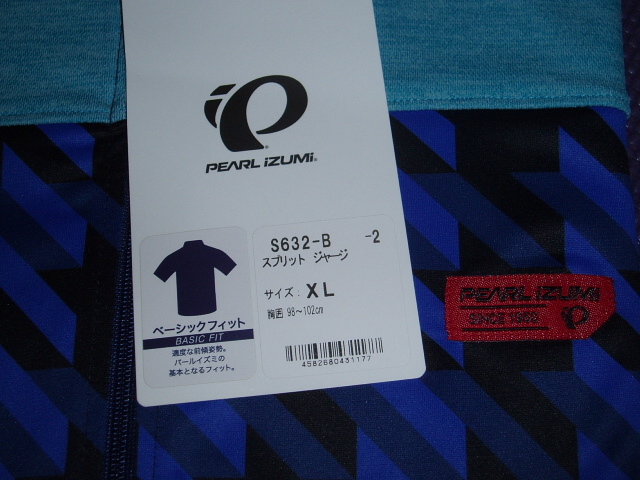 PEARL iZUMi
S632-B -2
スプリット ジャージ
サイズ: XL
胸囲 98～102cm
4582680431177
ベーシックフィット
BASIC FIT
適度な前傾姿勢。
パールイズミの
基本となるフィット。
PEARL iZUMi
SINCE 1950